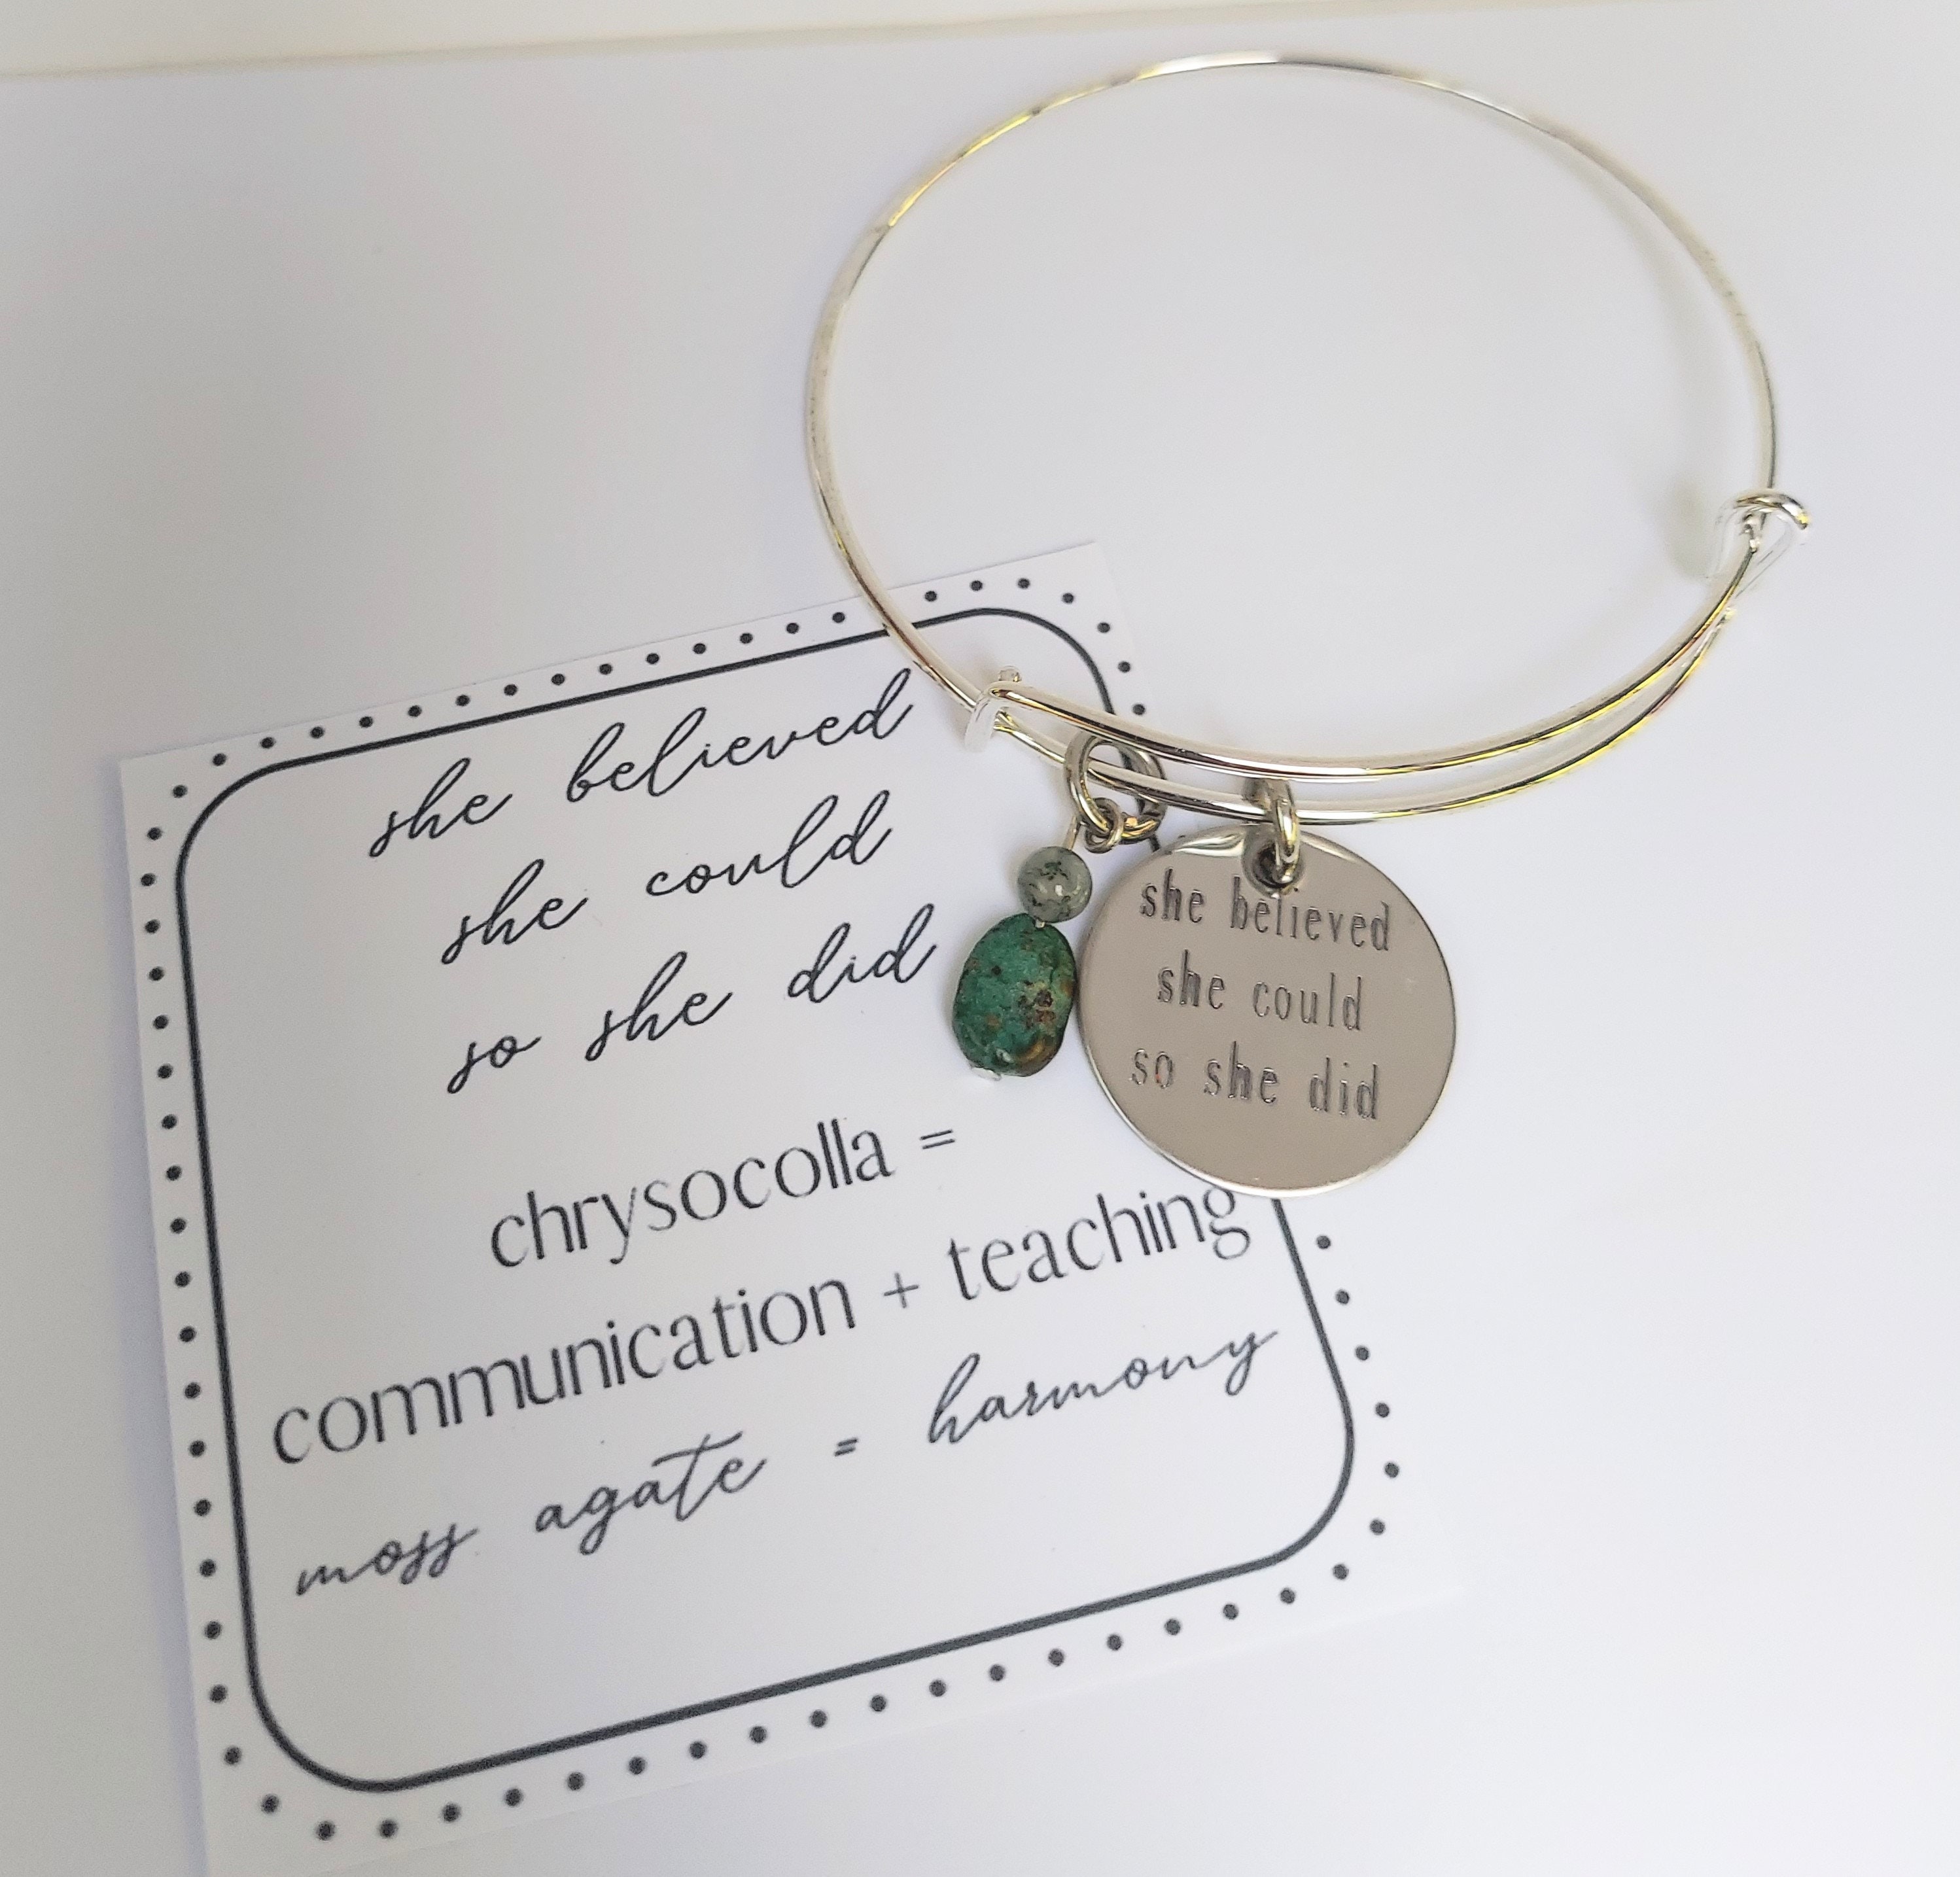 she believed
she could
so she did
chrysocolla =
communication + teaching
moss agate = harmony
she believed
she could
so she did